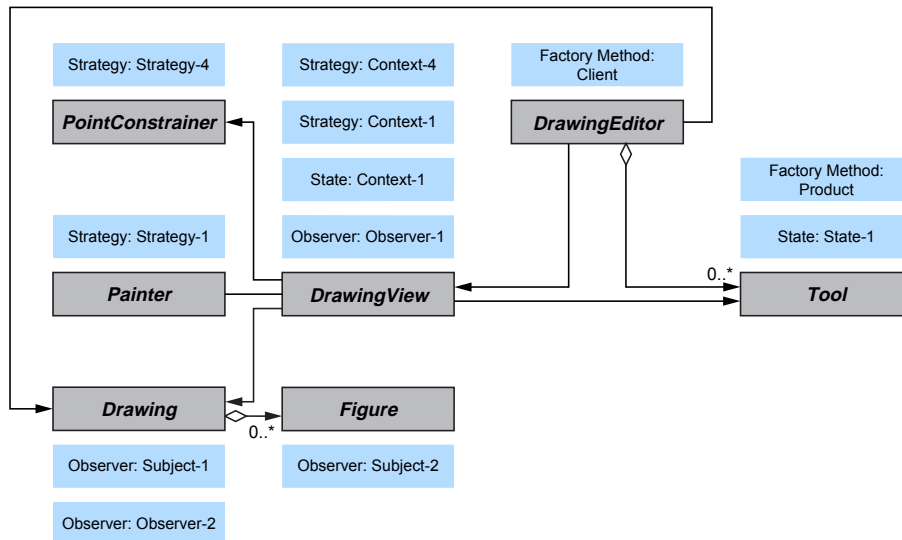 Strategy: Strategy-4
Strategy: Context-4
Factory Method:
Client
PointConstrainer
Strategy: Context-1
DrawingEditor
State: Context-1
Factory Method:
Product
Strategy: Strategy-1
Observer: Observer-1
State: State-1
0..*
Painter
DrawingView
Tool
Drawing
Figure
0..*
Observer: Subject-1
Observer: Subject-2
Observer: Observer-2